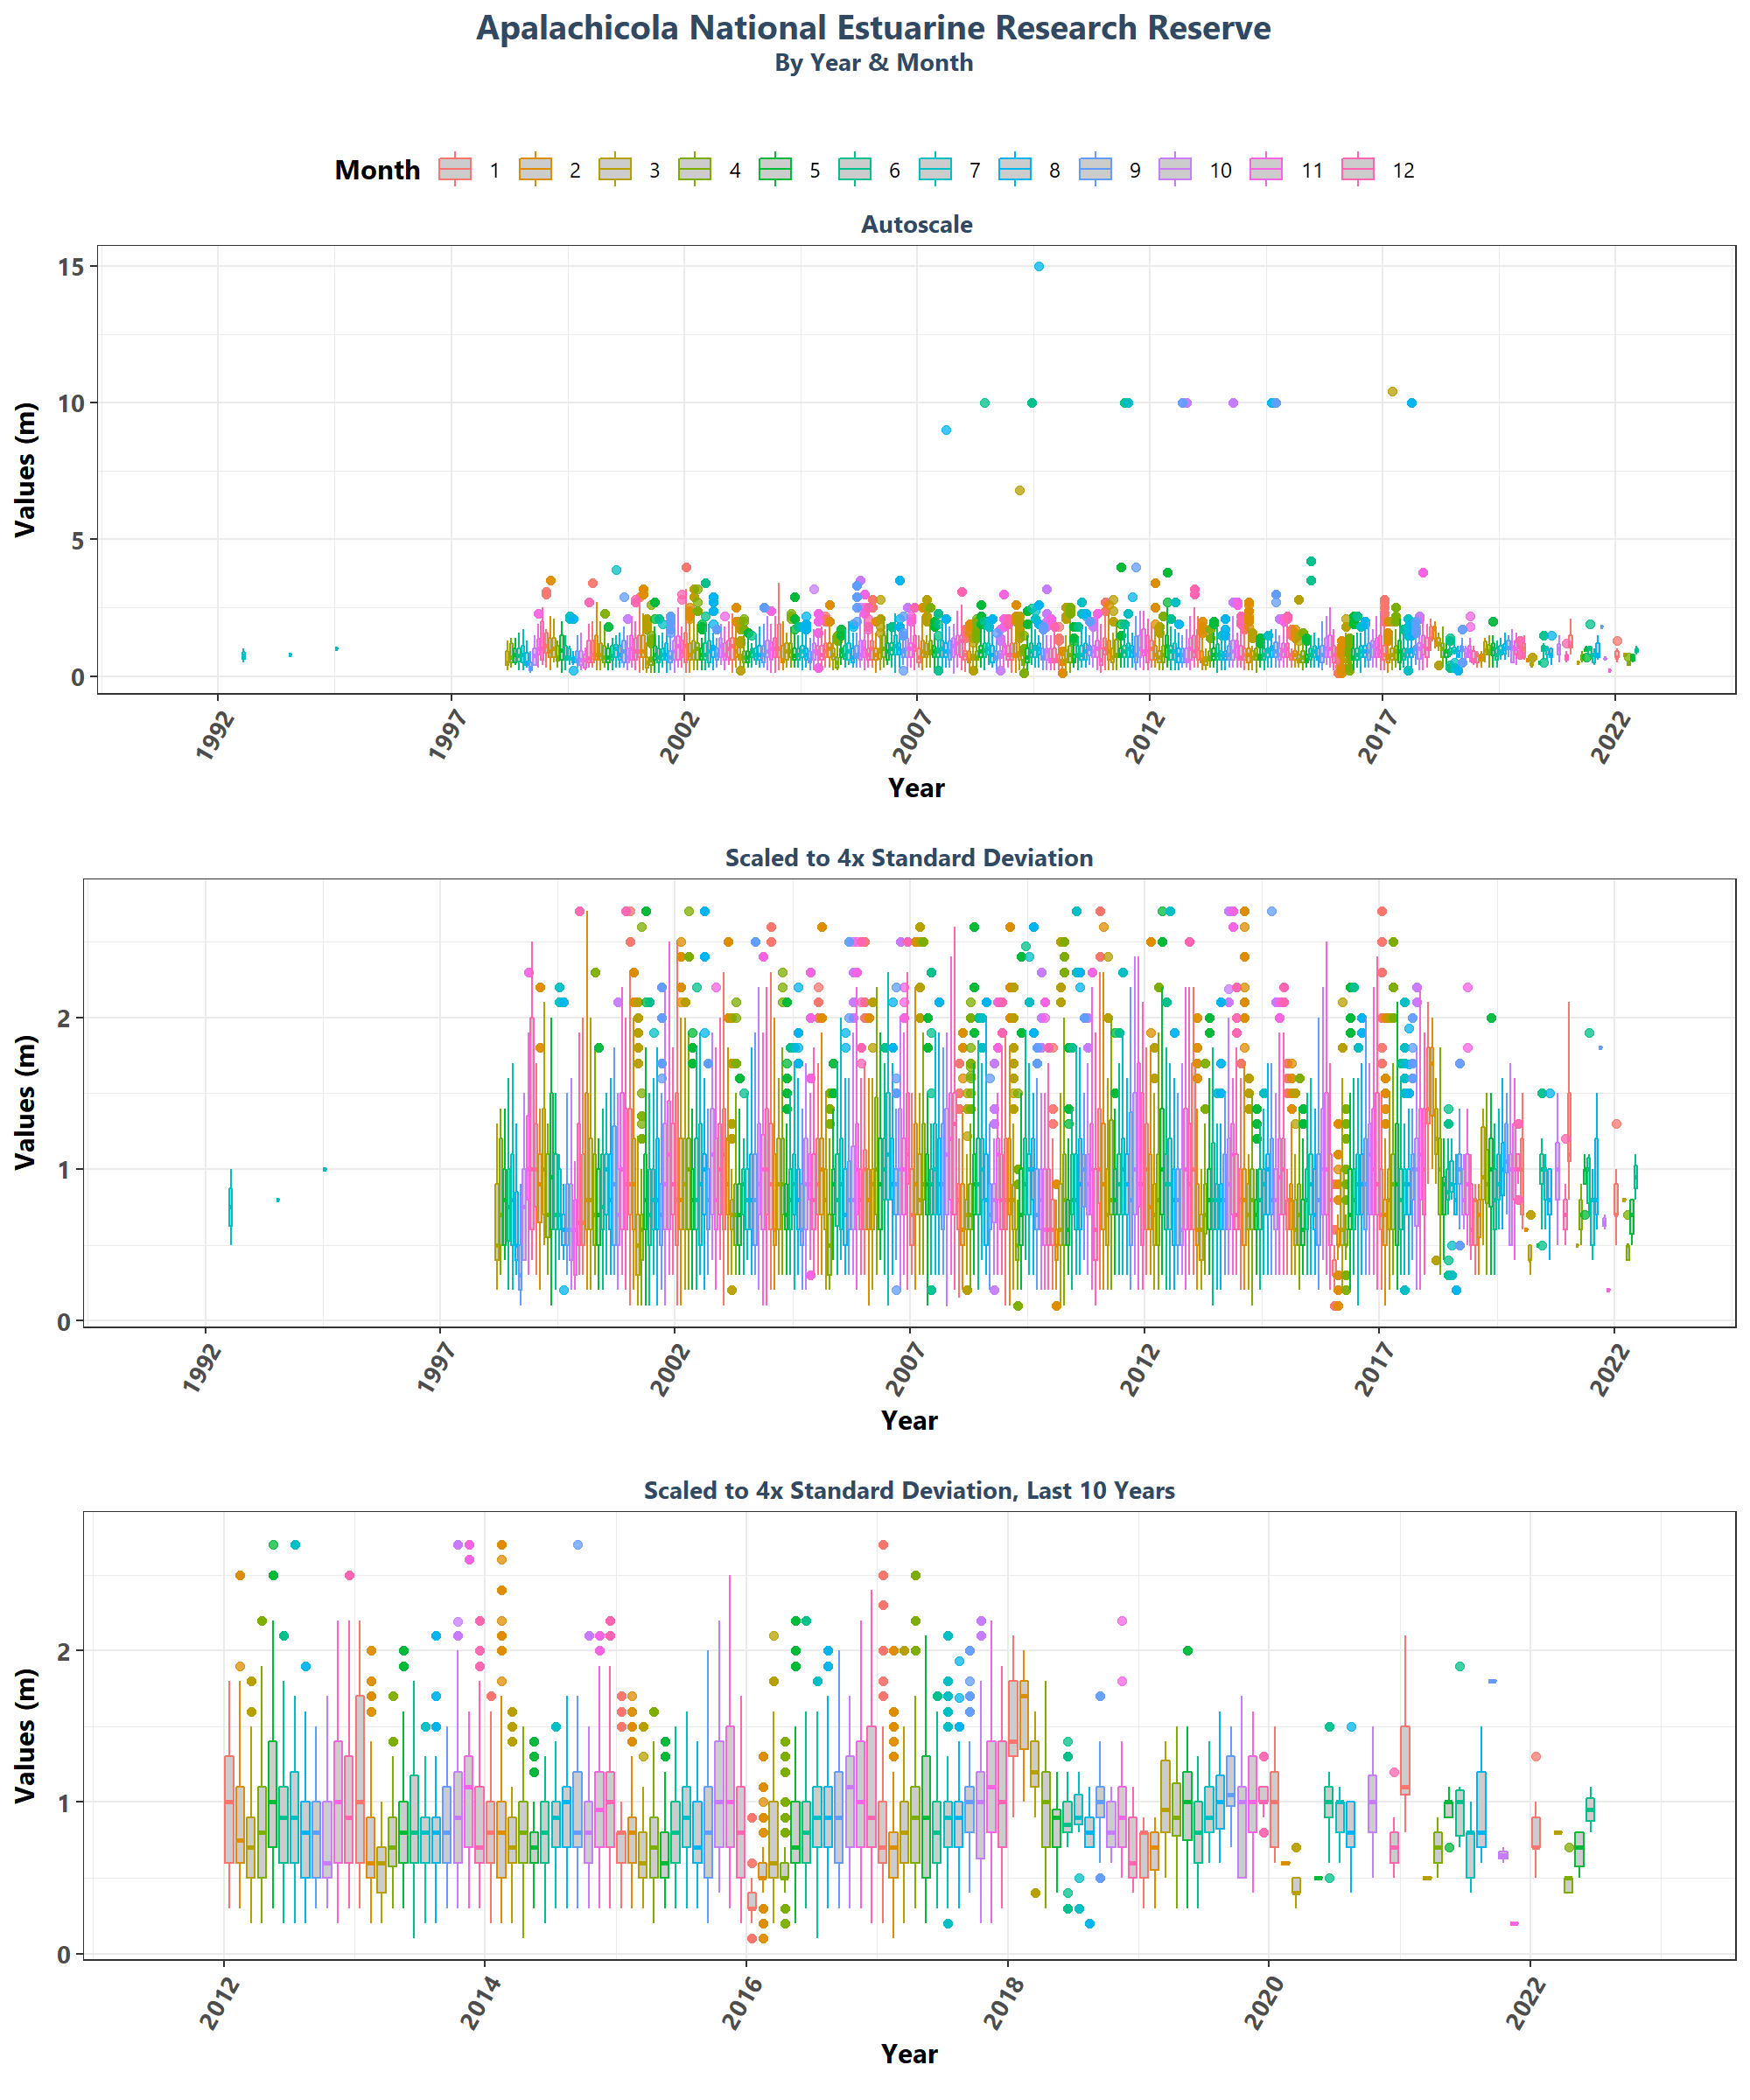 Apalachicola National Estuarine Research Reserve
By Year & Month
Month 1 2 3 4 5 6 7 8 9 10 11 12
Autoscale
Values (m)
15
10
5
0
1992 1997 2002 2007 2012 2017 2022
Year
Scaled to 4x Standard Deviation
Values (m)
2
1
0
1992 1997 2002 2007 2012 2017 2022
Year
Scaled to 4x Standard Deviation, Last 10 Years
Values (m)
2
1
0
2012 2014 2016 2018 2020 2022
Year